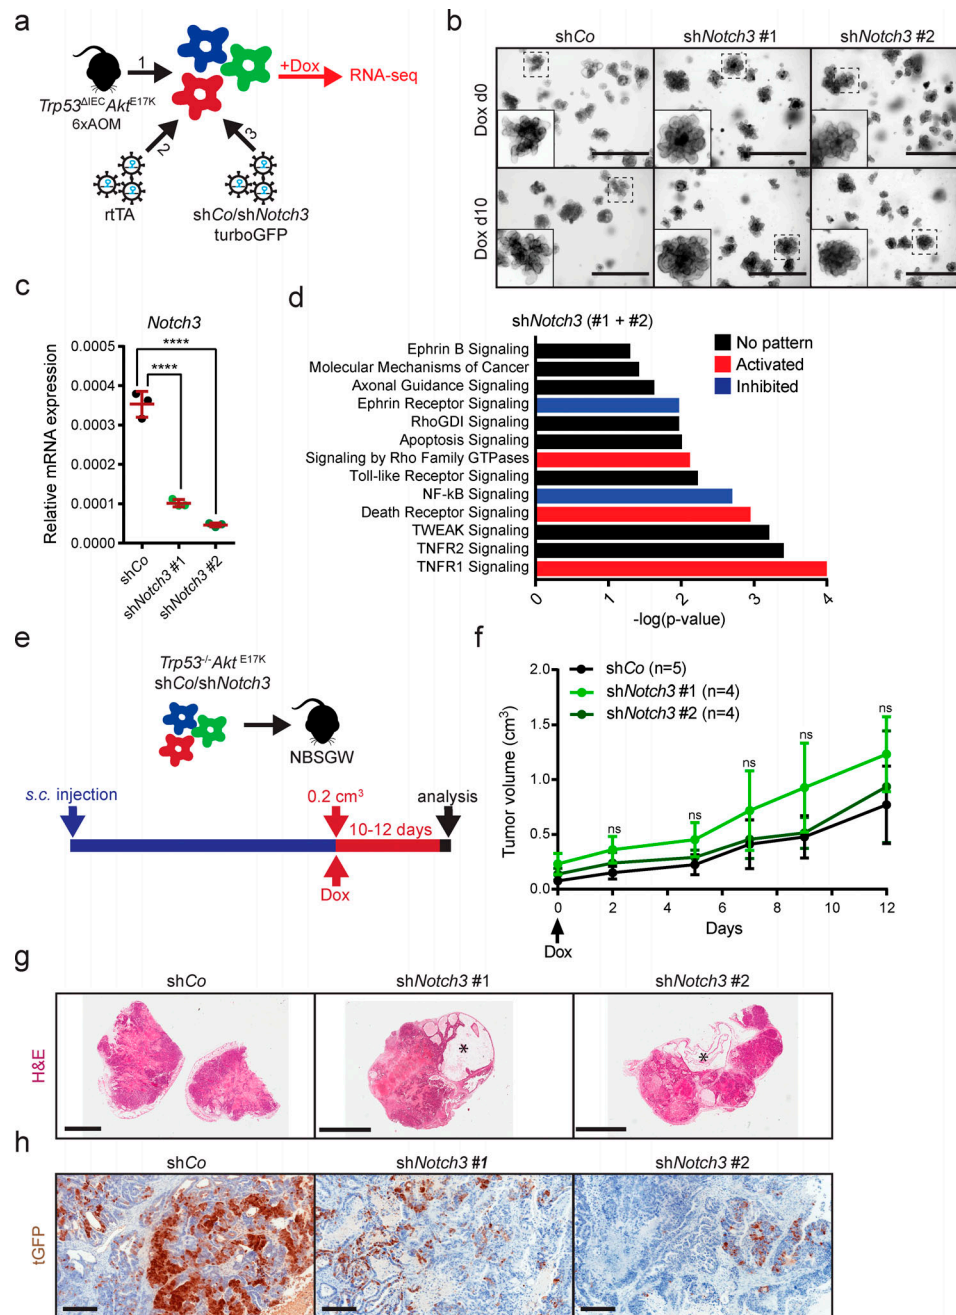 a
1
+Dox
RNA-seq
Trp53ΔIEC AktE17K
6xAOM
2
3
rtTA
shCo/shNotch3
turboGFP
b
shCo
shNotch3 #1
shNotch3 #2
Dox d0
Dox d10
c
Notch3
Relative mRNA expression
0.0005
0.0004
0.0003
0.0002
0.0001
0.0000
****
****
shCo
shNotch3 #1
shNotch3 #2
d
shNotch3 (#1 + #2)
Ephrin B Signaling
Molecular Mechanisms of Cancer
Axonal Guidance Signaling
Ephrin Receptor Signaling
RhoGDI Signaling
Apoptosis Signaling
Signaling by Rho Family GTPases
Toll-like Receptor Signaling
NF-kB Signaling
Death Receptor Signaling
TWEAK Signaling
TNFR2 Signaling
TNFR1 Signaling
No pattern
Activated
Inhibited
0 1 2 3 4
-log(p-value)
e
Trp53-/-Akt E17K
shCo/shNotch3
NBSGW
s.c. injection
0.2 cm3
analysis
10-12 days
Dox
f
shCo (n=5)
shNotch3 #1 (n=4)
shNotch3 #2 (n=4)
Tumor volume (cm3)
2.0
1.5
1.0
0.5
0.0
ns ns ns ns ns
0 2 4 6 8 10 12
Days
Dox
g
shCo
shNotch3 #1
shNotch3 #2
H&E
*
*
h
shCo
shNotch3 #1
shNotch3 #2
tGFP